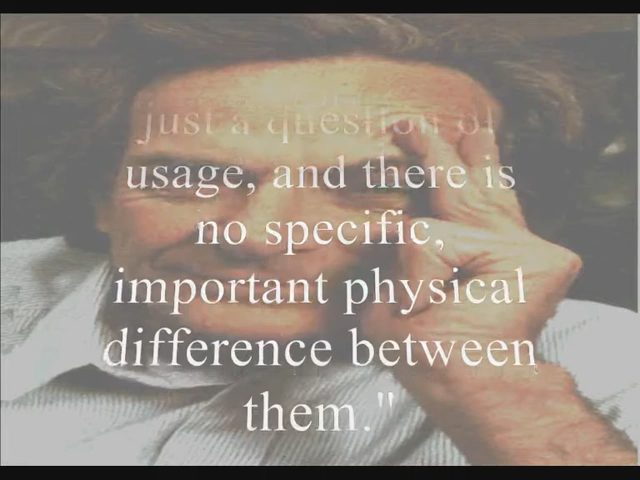 just a question of
usage, and there is
no specific,
important physical
difference between
them."